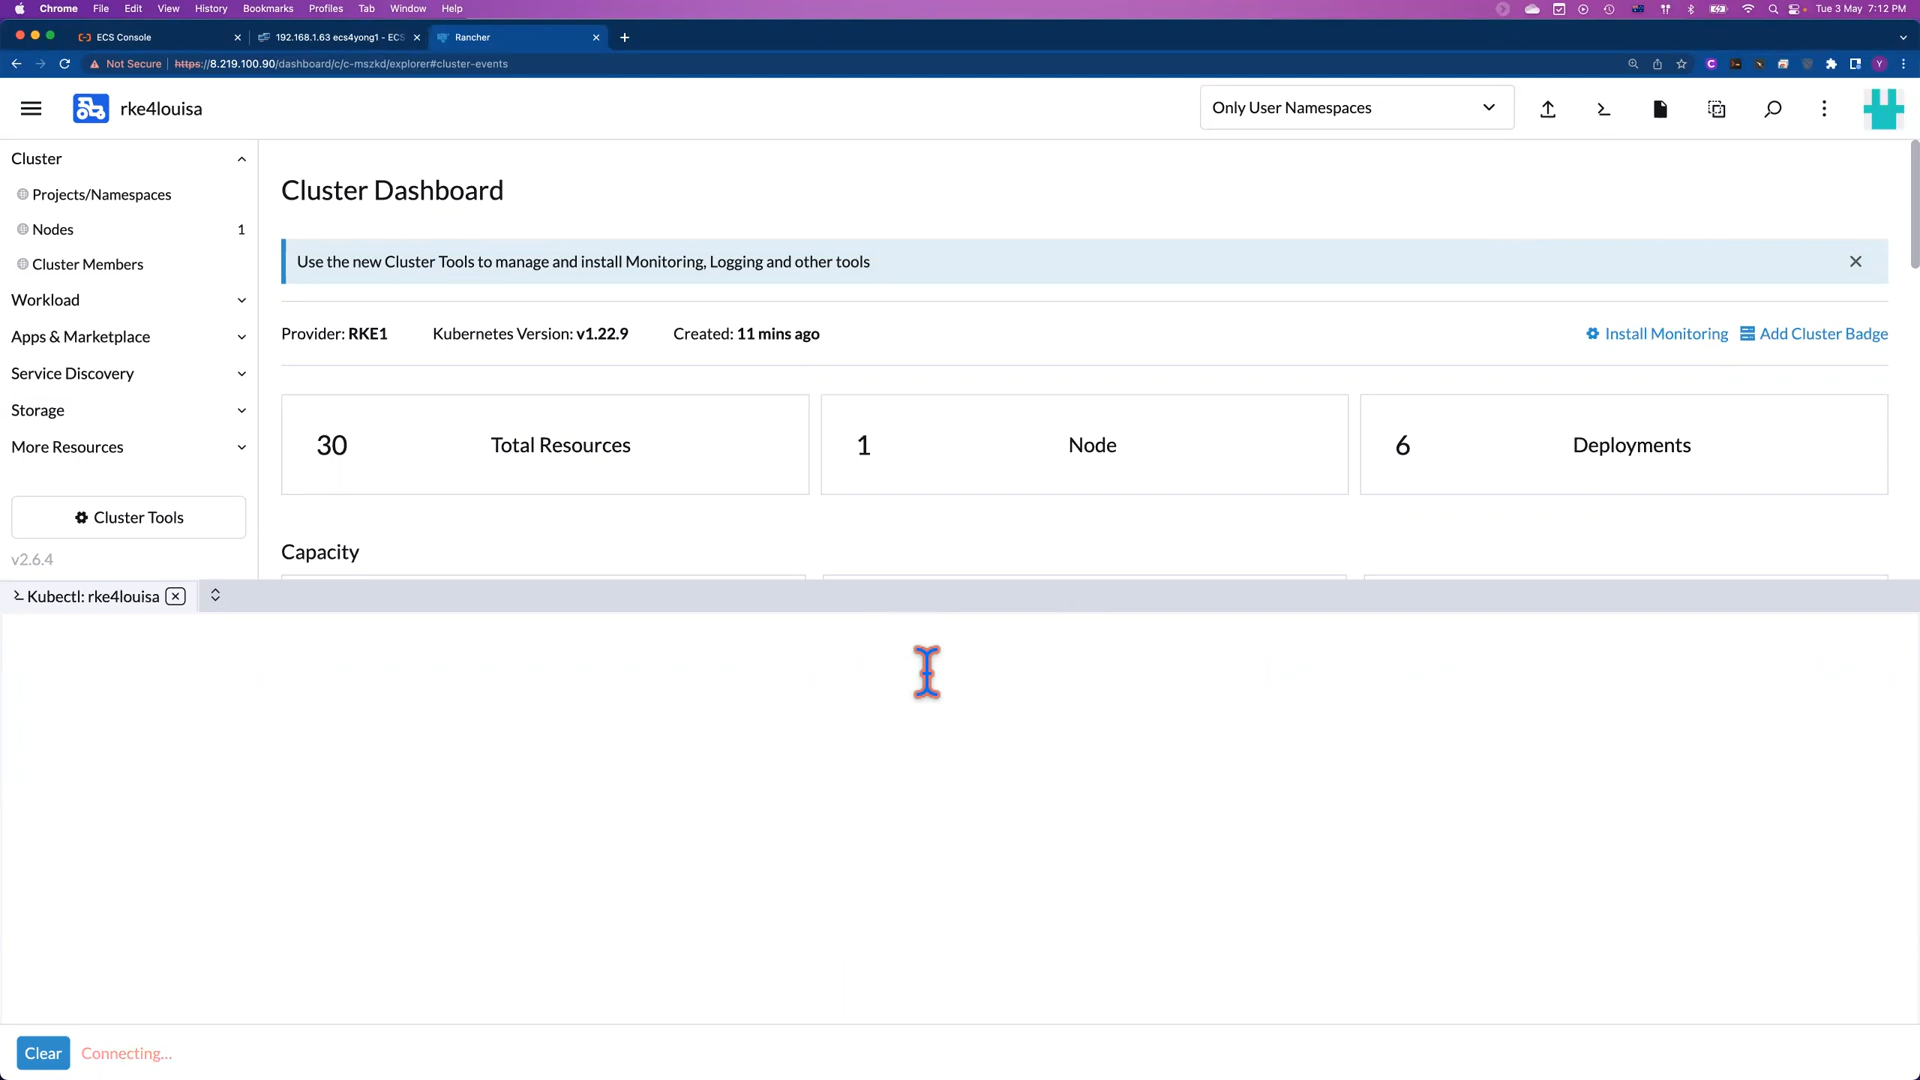 Chrome File Edit View History Bookmarks Profiles Tab Window Help Tue 3 May 7:12 PM
ECS Console 192.168.1.63 ecs4yong1 - ECS Rancher
Not Secure https://8.219.100.90/dashboard/c/c-mszkd/explorer#cluster-events
rke4louisa Only User Namespaces
Cluster
Projects/Namespaces
Nodes 1
Cluster Members
Workload
Apps & Marketplace
Service Discovery
Storage
More Resources
Cluster Tools
v2.6.4
Cluster Dashboard
Use the new Cluster Tools to manage and install Monitoring, Logging and other tools
Provider: RKE1 Kubernetes Version: v1.22.9 Created: 11 mins ago Install Monitoring Add Cluster Badge
30 Total Resources 1 Node 6 Deployments
Capacity
Kubectl: rke4louisa
Clear Connecting...